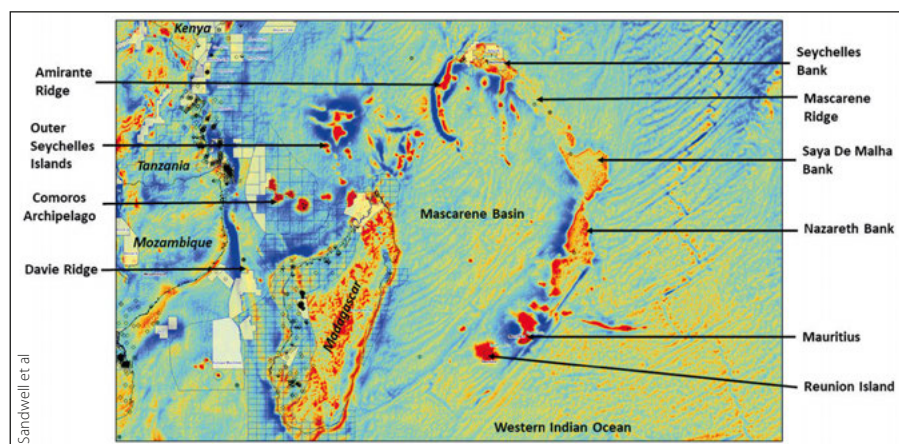 Kenya
Amirante
Ridge
Outer
Seychelles
Islands
Tanzania
Comoros
Archipelago
Mozambique
Davie Ridge
Madagascar
Mascarene Basin
Western Indian Ocean
Seychelles
Bank
Mascarene
Ridge
Saya De Malha
Bank
Nazareth Bank
Mauritius
Reunion Island
Sandwell et al